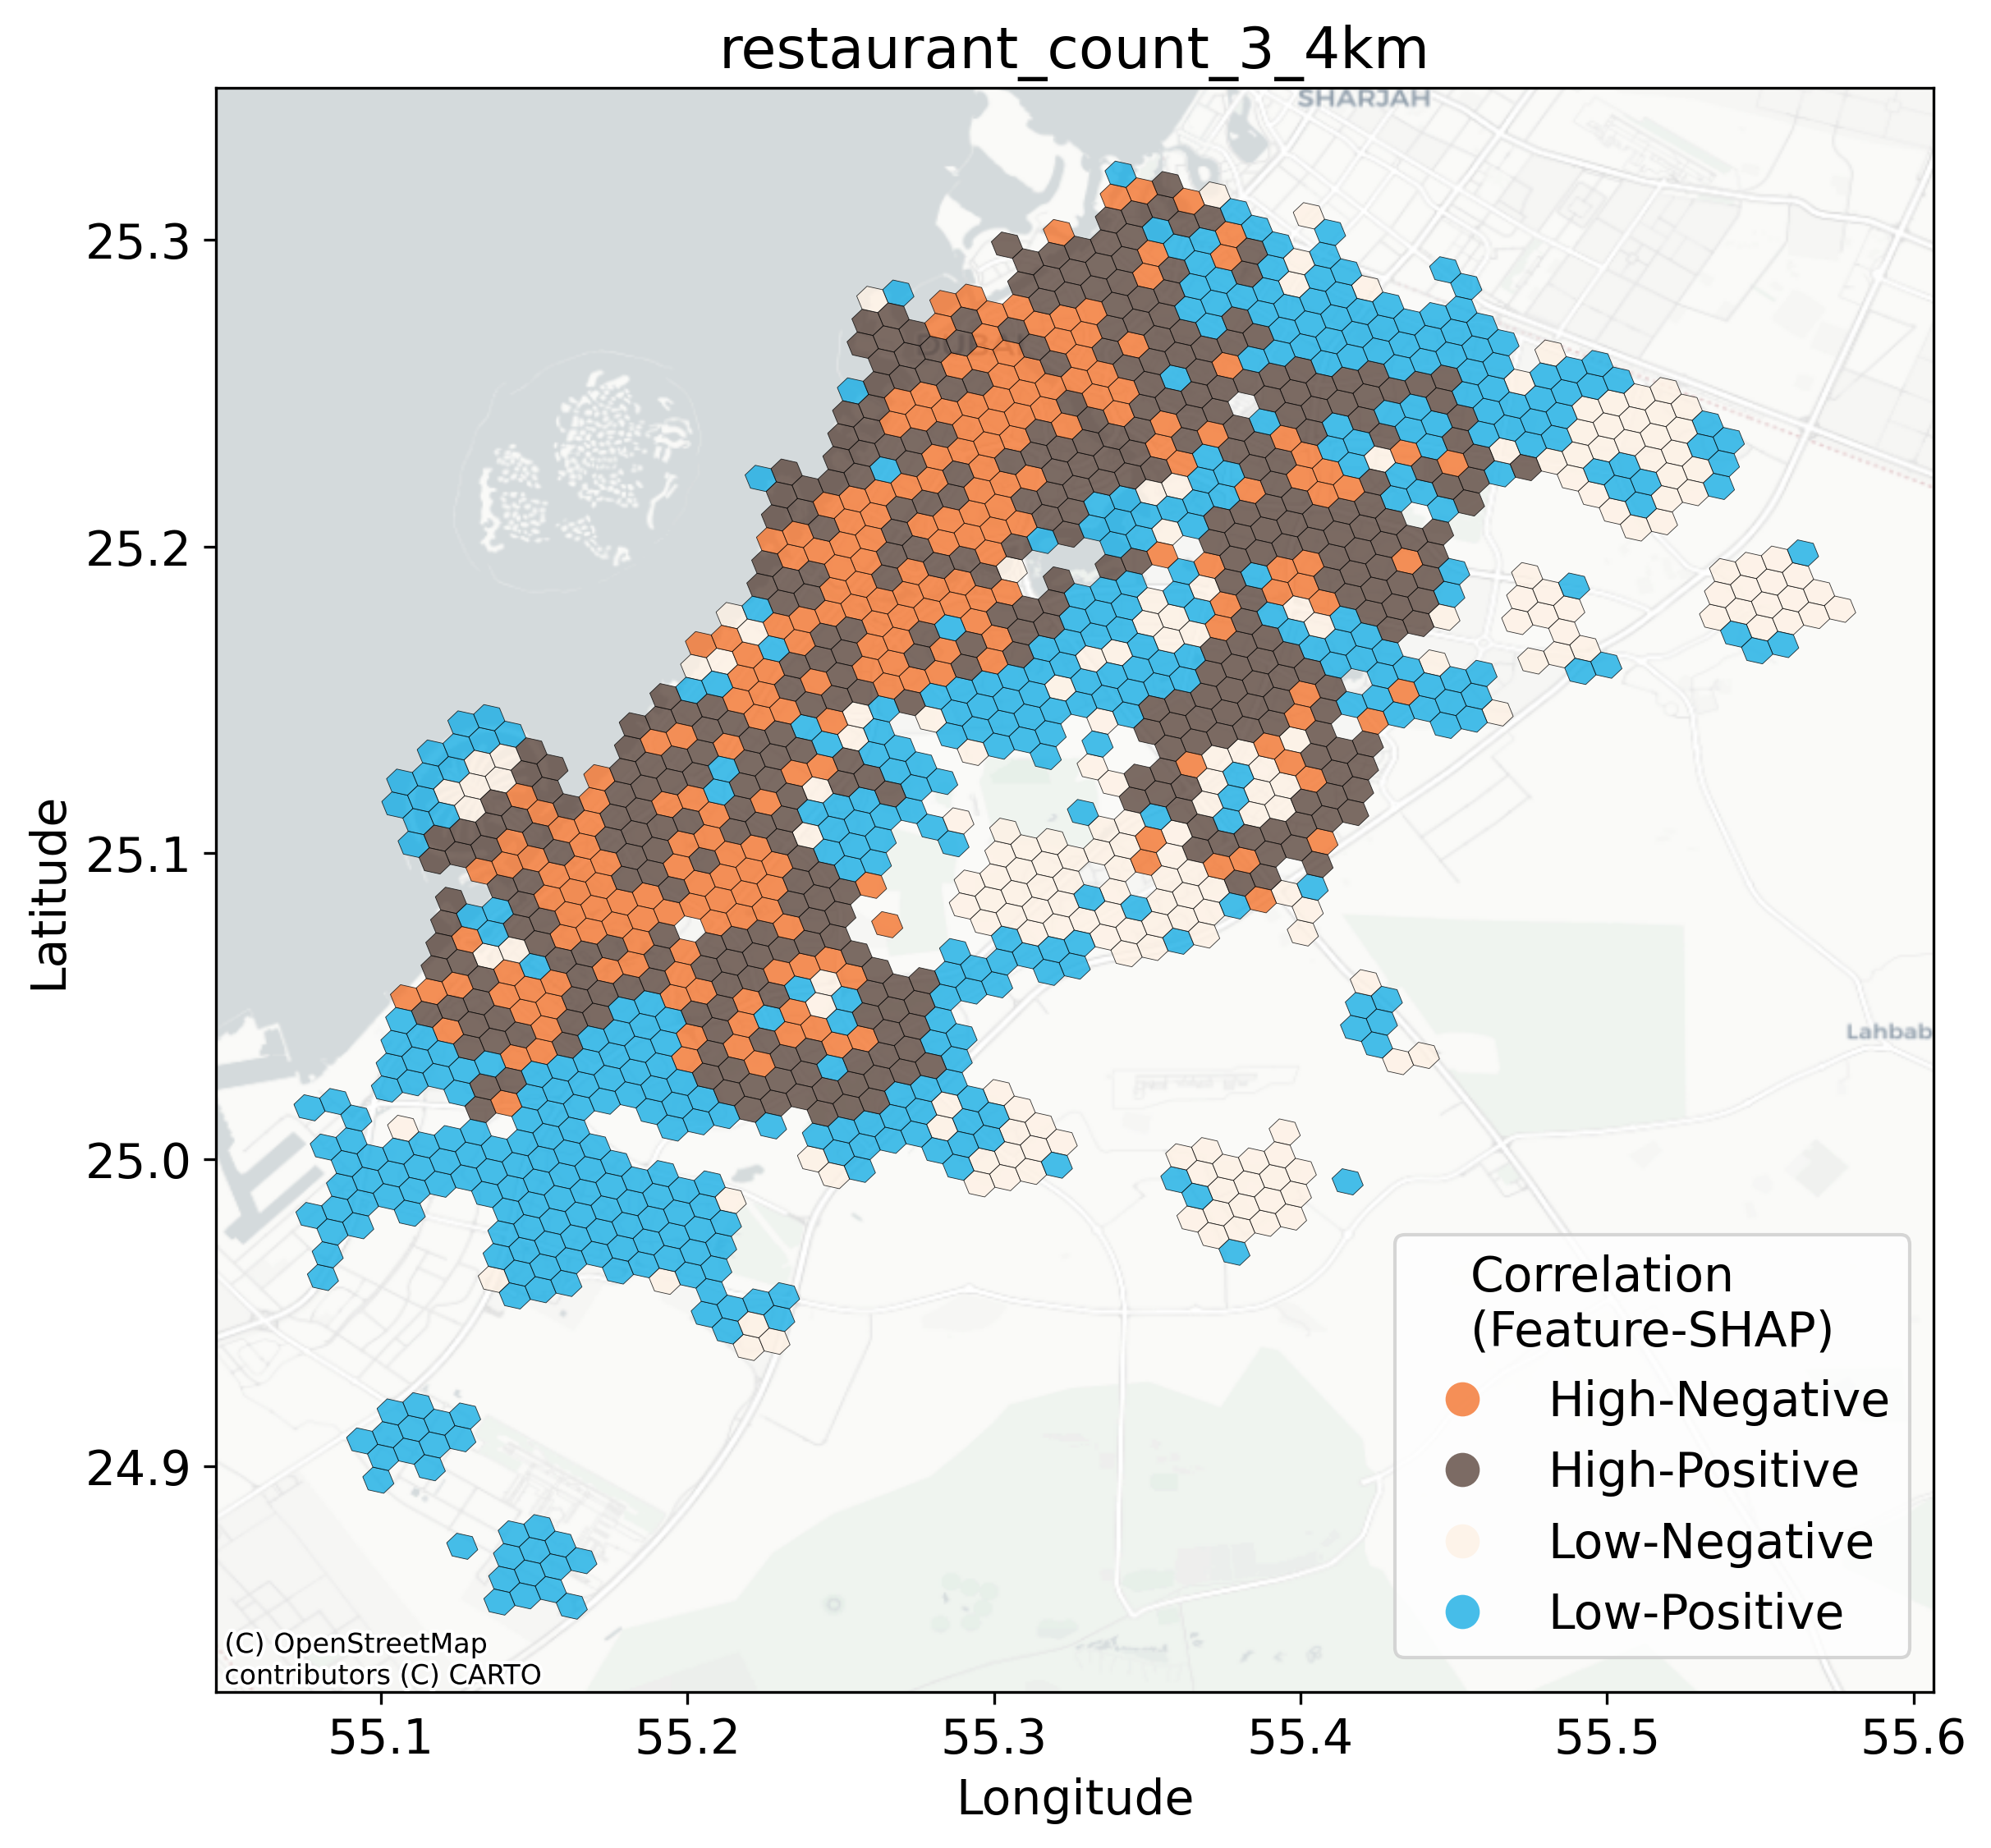 restaurant_count_3_4km
SHARJAH
DUBAI
Lahbab
25.3
25.2
25.1
25.0
24.9
Latitude
Correlation
(Feature-SHAP)
High-Negative
High-Positive
Low-Negative
Low-Positive
(C) OpenStreetMap
contributors (C) CARTO
55.1
55.2
55.3
55.4
55.5
55.6
Longitude